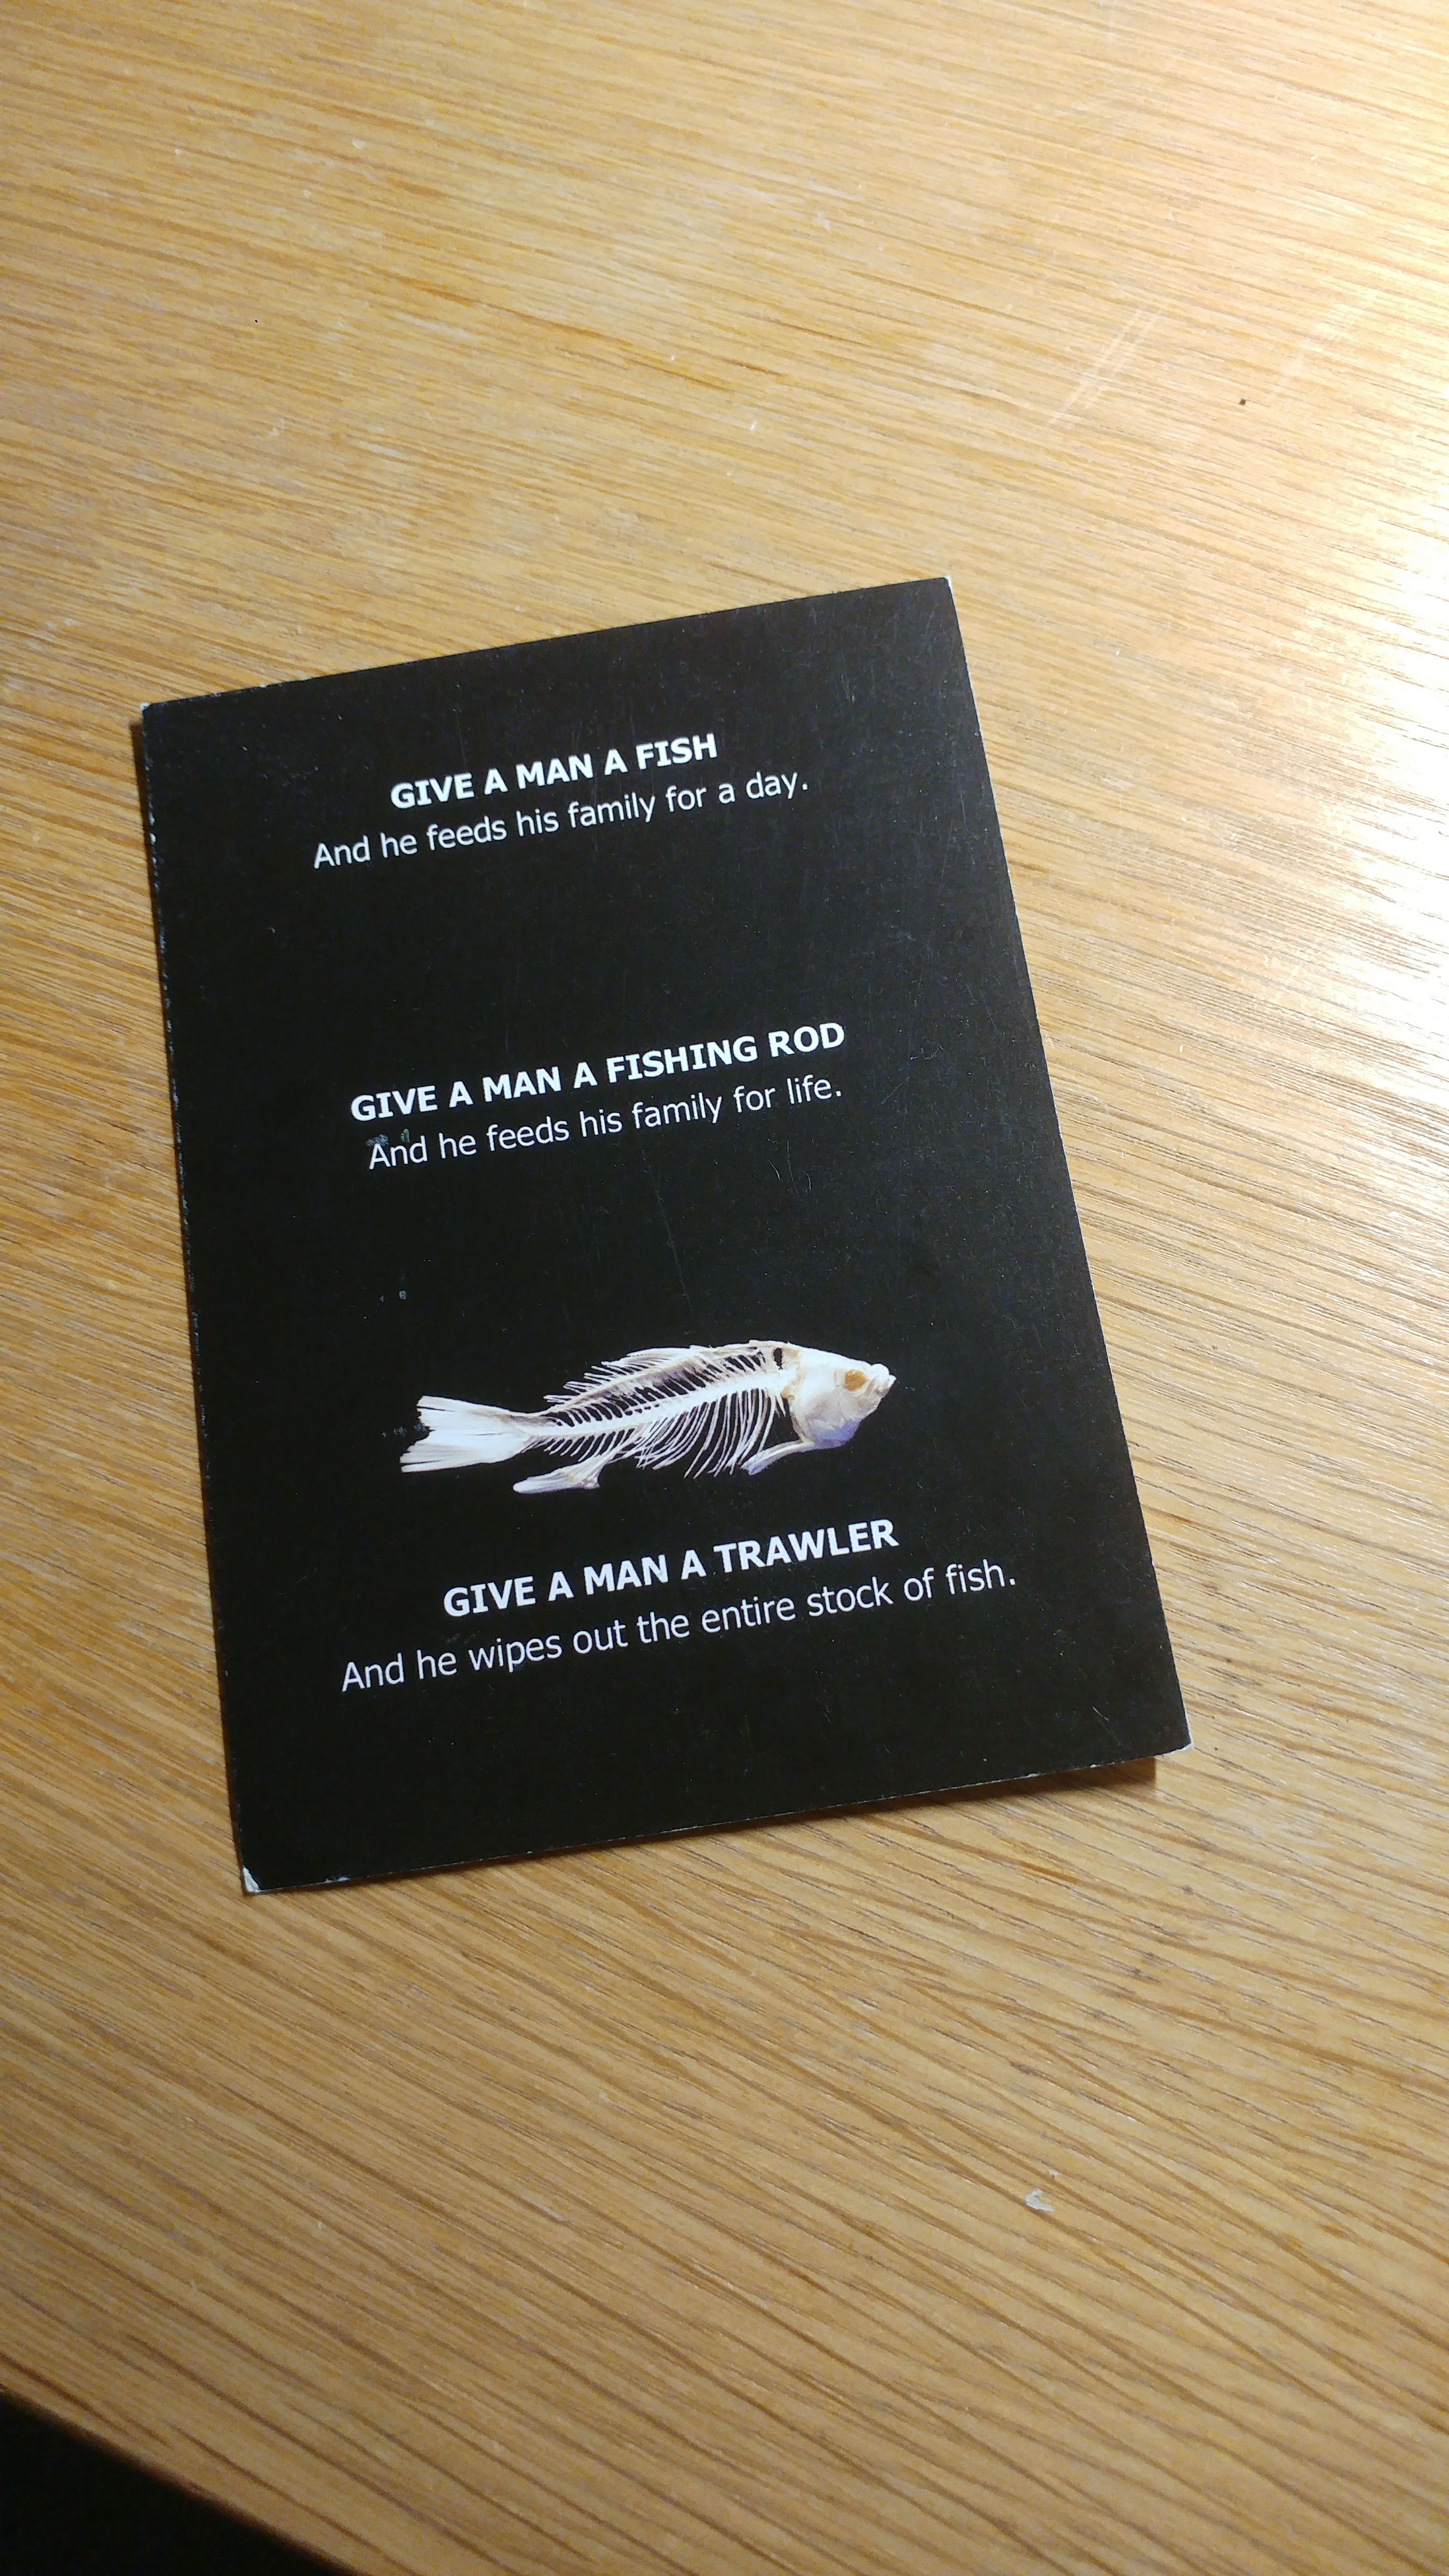 GIVE A MAN A FISH
And he feeds his family for a day.
GIVE A MAN A FISHING ROD
And he feeds his family for life.
GIVE A MAN A TRAWLER
And he wipes out the entire stock of fish.